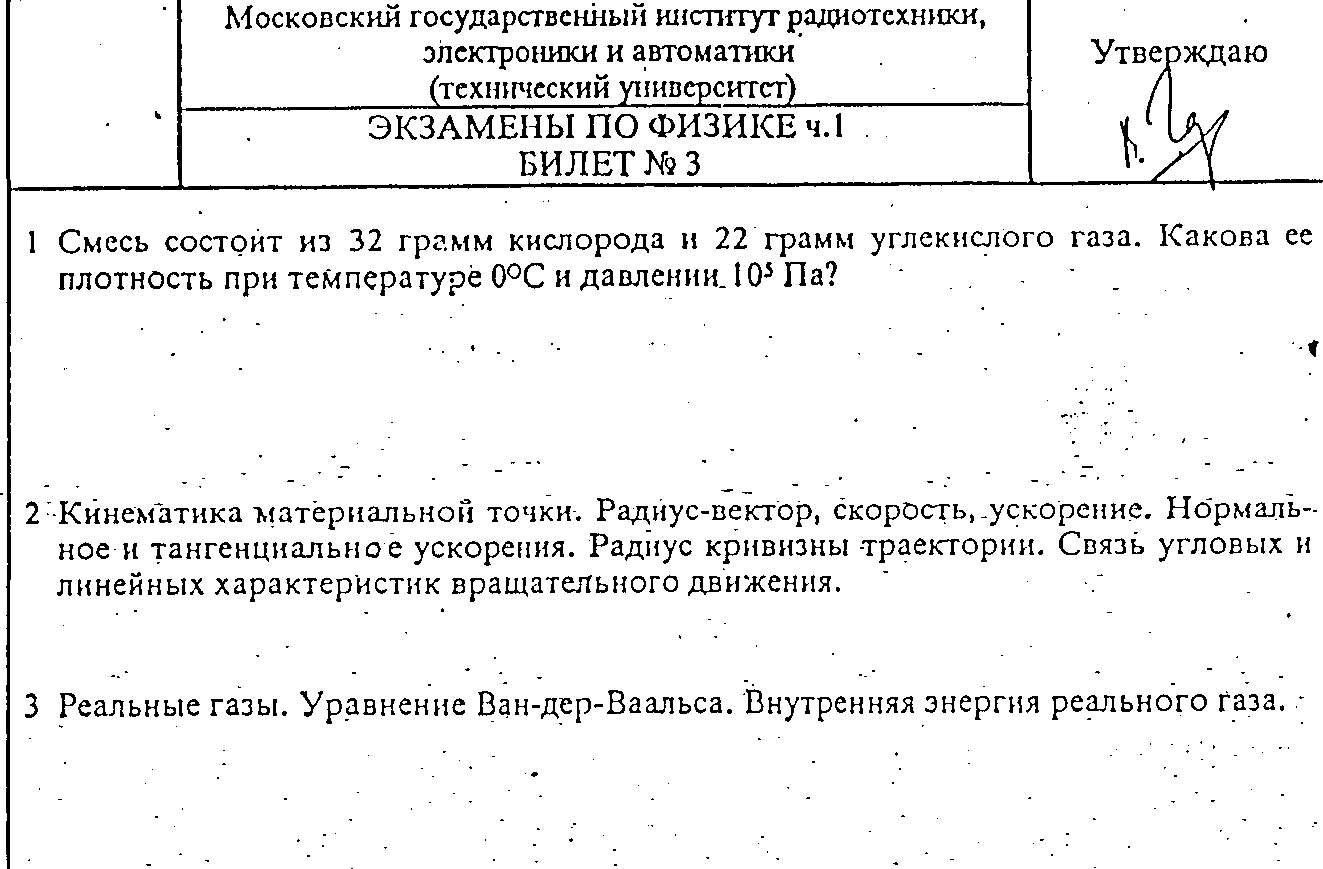 Московский государственный институт радиотехники,
электроники и автоматики
(технический университет)
Утверждаю
ЭКЗАМЕНЫ ПО ФИЗИКЕ ч.1
БИЛЕТ № 3
1 Смесь состоит из 32 грамм кислорода и 22 грамм углекислого газа. Какова ее
плотность при температуре 0°С и давлении 10⁵ Па?
2 Кинематика материальной точки. Радиус-вектор, скорость, ускорение. Нормаль-
ное и тангенциальное ускорения. Радиус кривизны траектории. Связь угловых и
линейных характеристик вращательного движения.
3 Реальные газы. Уравнение Ван-дер-Ваальса. Внутренняя энергия реального газа.